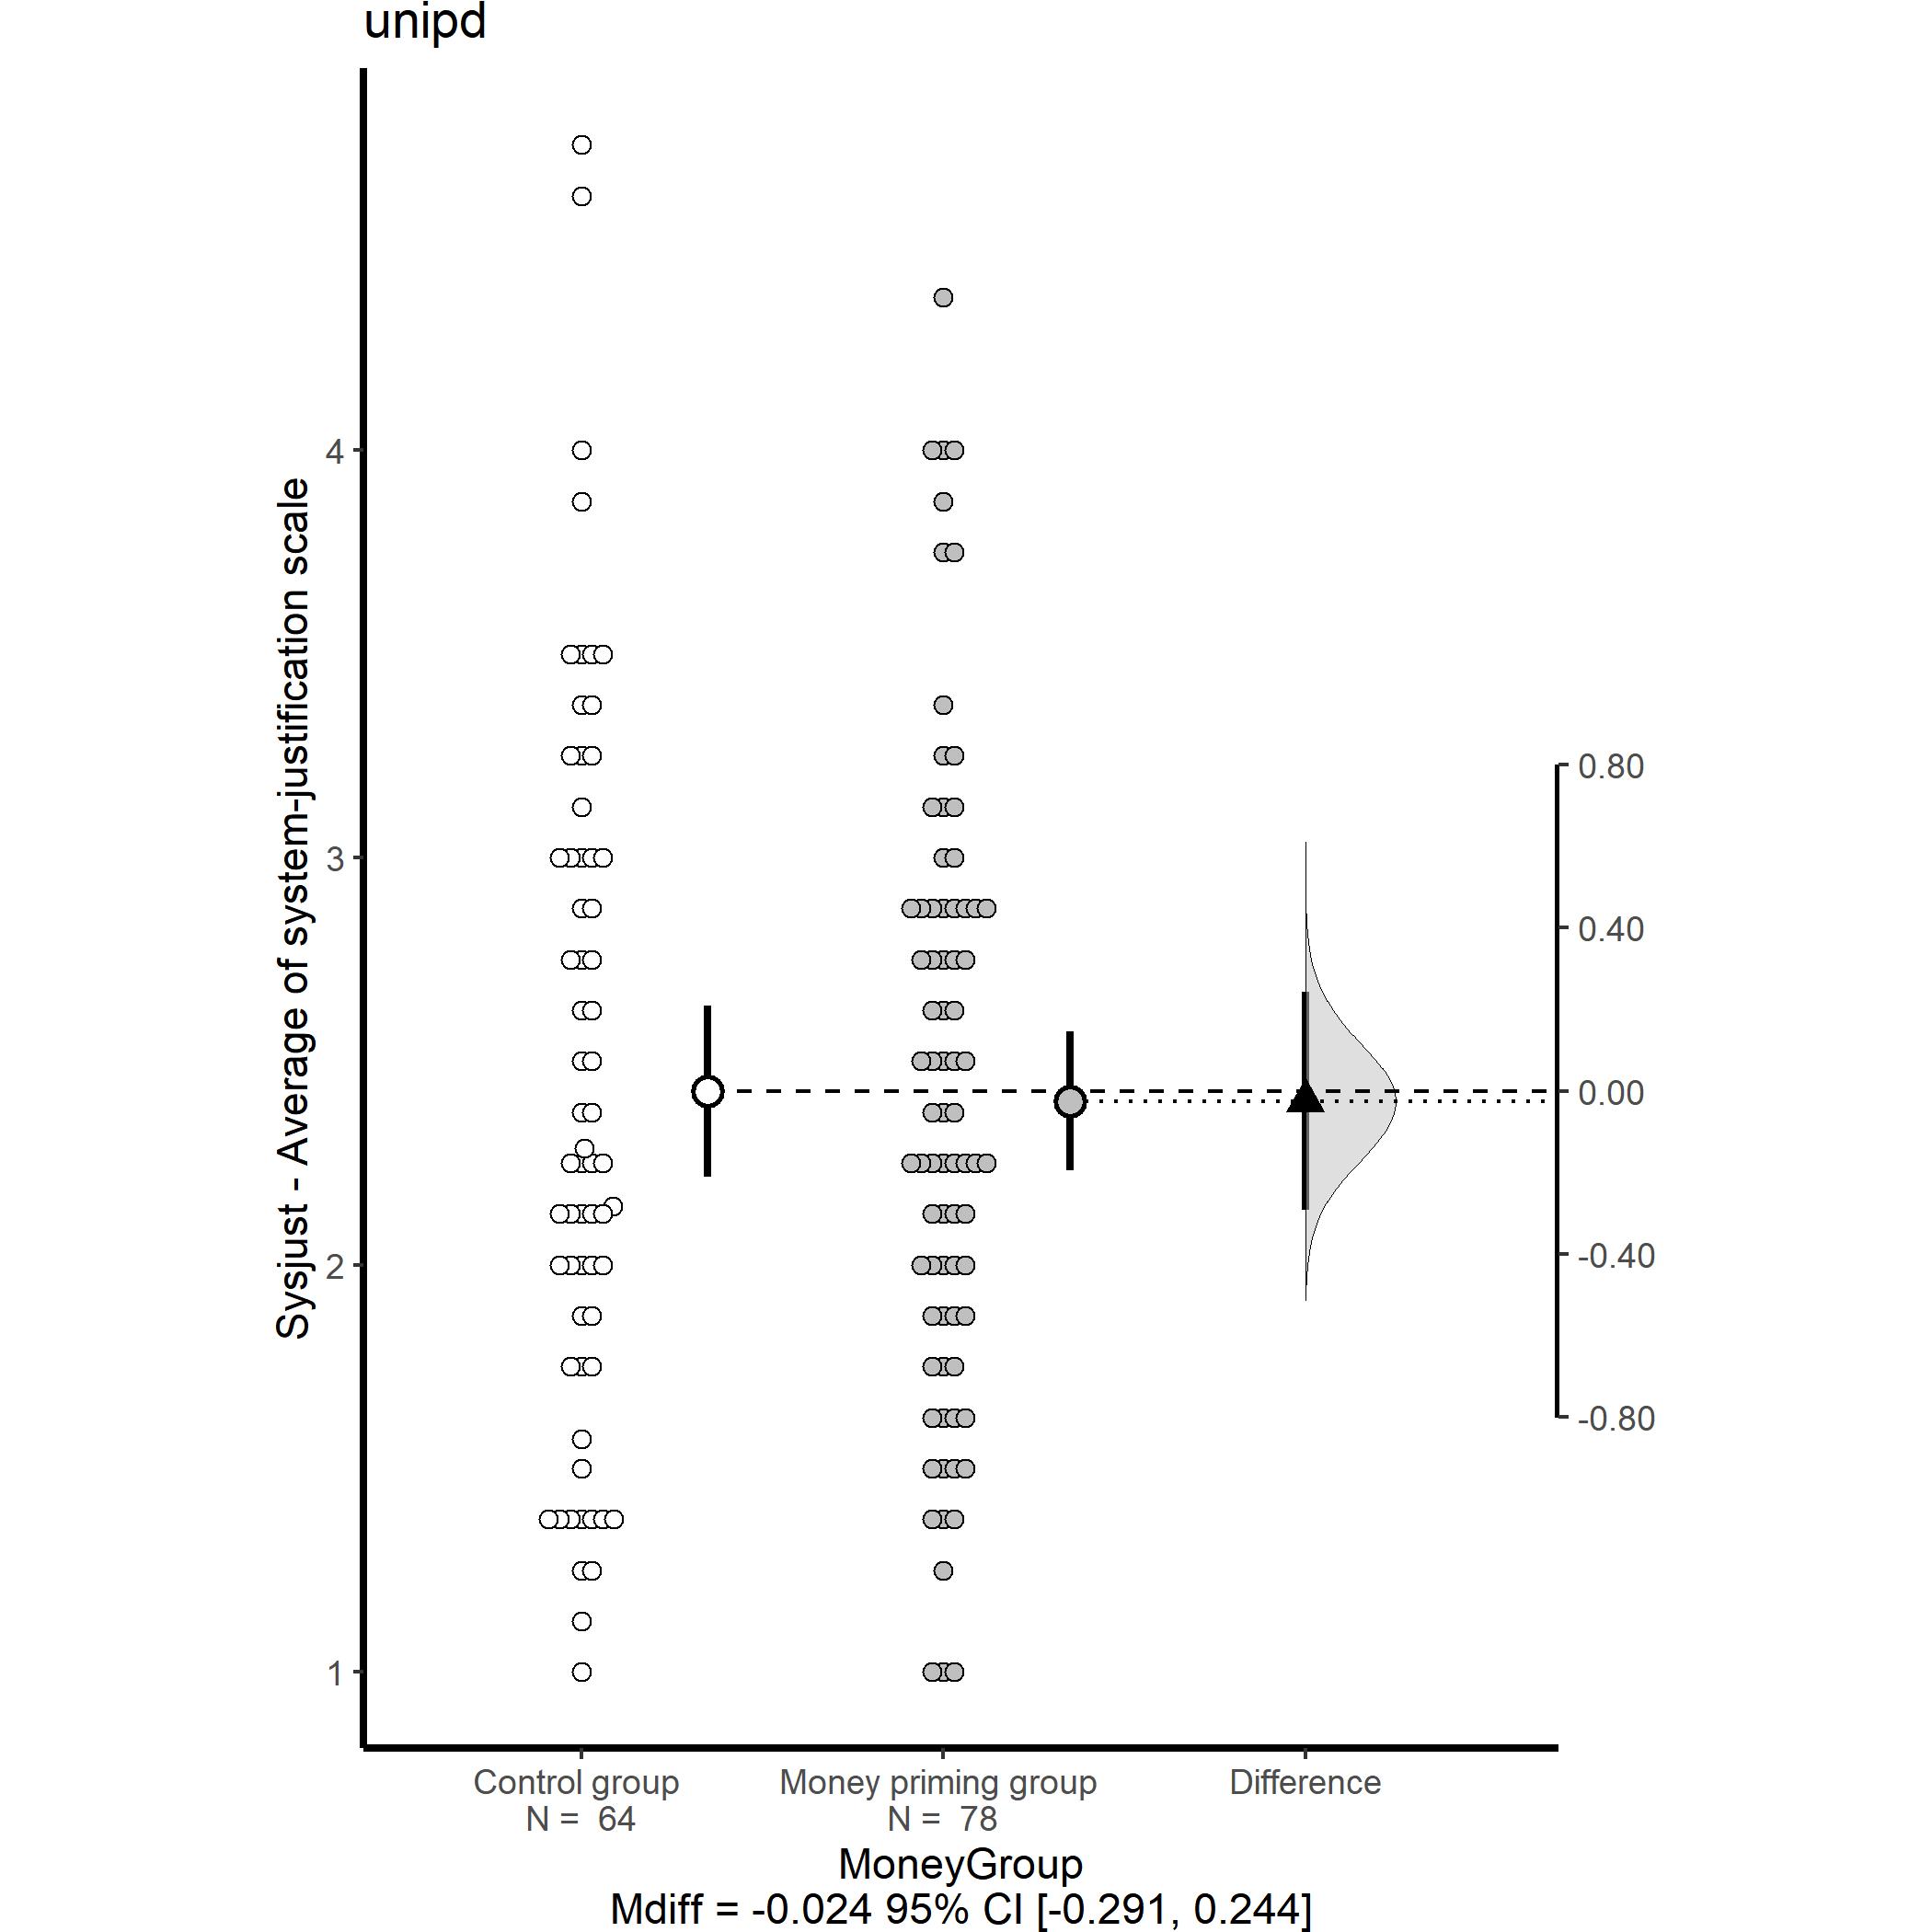 unipd
Sysjust - Average of system-justification scale
4
3
2
1
0.80
0.40
0.00
-0.40
-0.80
Control group
N =  64
Money priming group
N =  78
Difference
MoneyGroup
Mdiff = -0.024 95% CI [-0.291, 0.244]